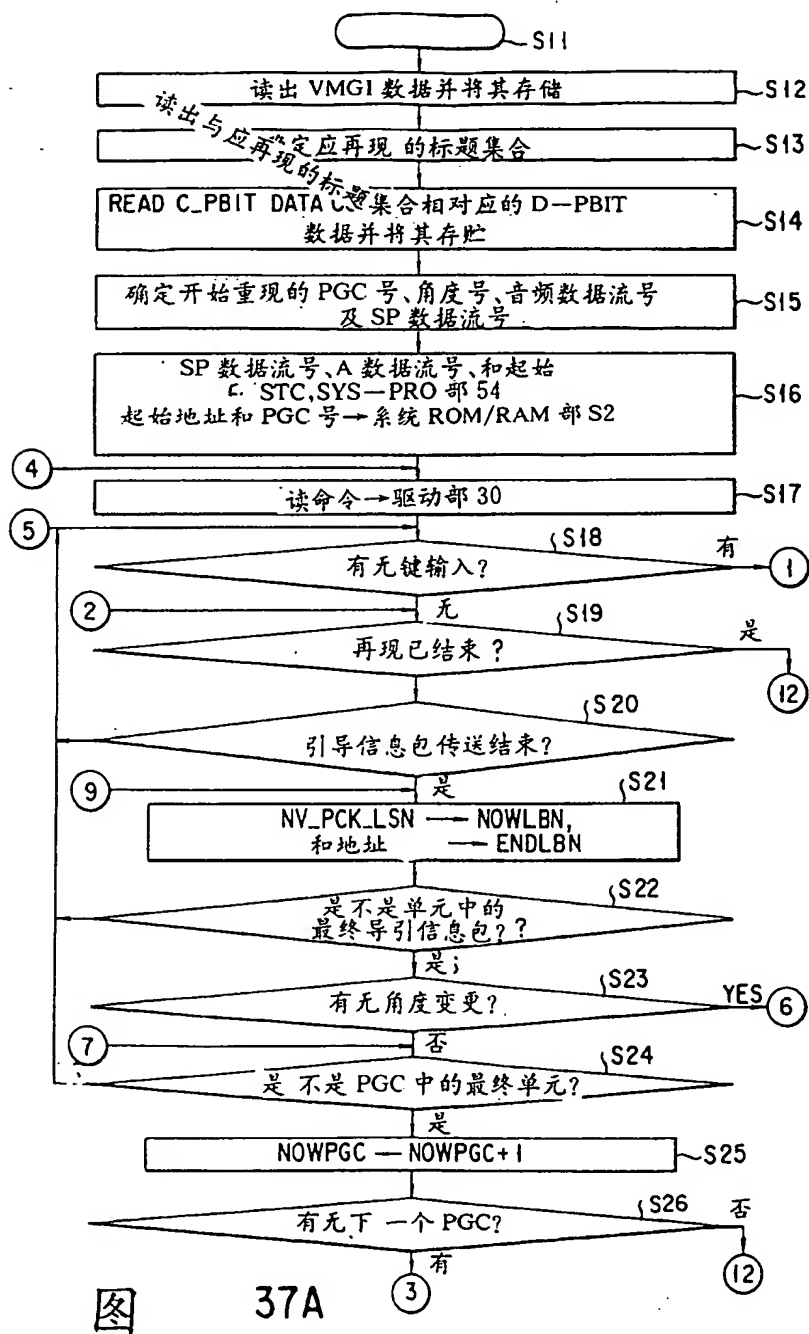 S11
读出 VMGI 数据并将其存储
S12
读出与应再现的标题
定应再现 的标题集合
S13
READ C_PBIT DATA C 集合相对应的 D—PBIT
数据并将其存贮
S14
确定开始重现的 PGC 号、角度号、音频数据流号
及 SP 数据流号
S15
SP 数据流号、A 数据流号、和起始
STC,SYS—PRO 部 54
起始地址和 PGC 号→系统 ROM/RAM 部 S2
S16
4
读命令→驱动部 30
S17
5
S18
有无键输入?
有
1
2
无
S19
再现已结束?
是
12
S20
引导信息包传送结束?
9
是
S21
NV_PCK_LSN → NOWLBN,
和地址 → ENDLBN
S22
是不是单元中的
最终导引信息包??
是;
S23
有无角度变更?
YES
6
7
否
S24
是 不是 PGC 中的最终单元?
是
NOWPGC — NOWPGC+1
S25
S26
有无下 一个 PGC?
否
12
有
3
图 37A